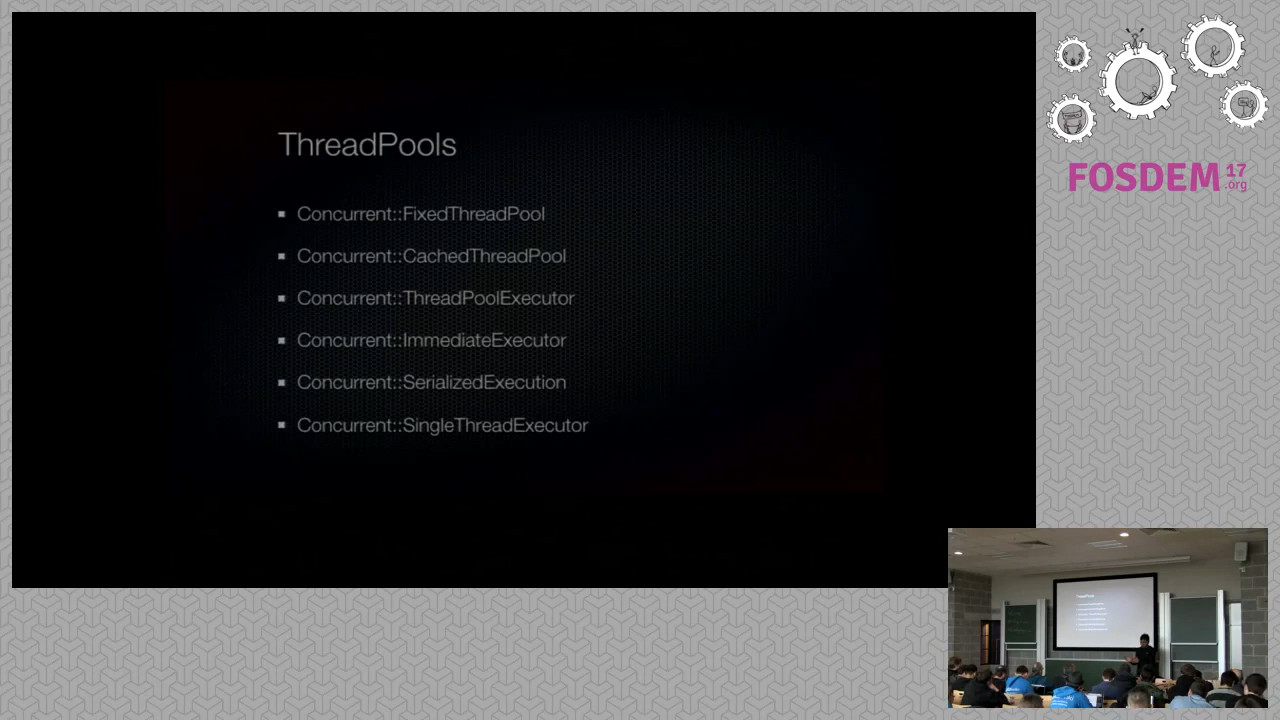 ThreadPools
Concurrent::FixedThreadPool
Concurrent::CachedThreadPool
Concurrent::ThreadPoolExecutor
Concurrent::ImmediateExecutor
Concurrent::SerializedExecution
Concurrent::SingleThreadExecutor
FOSDEM 17
.org